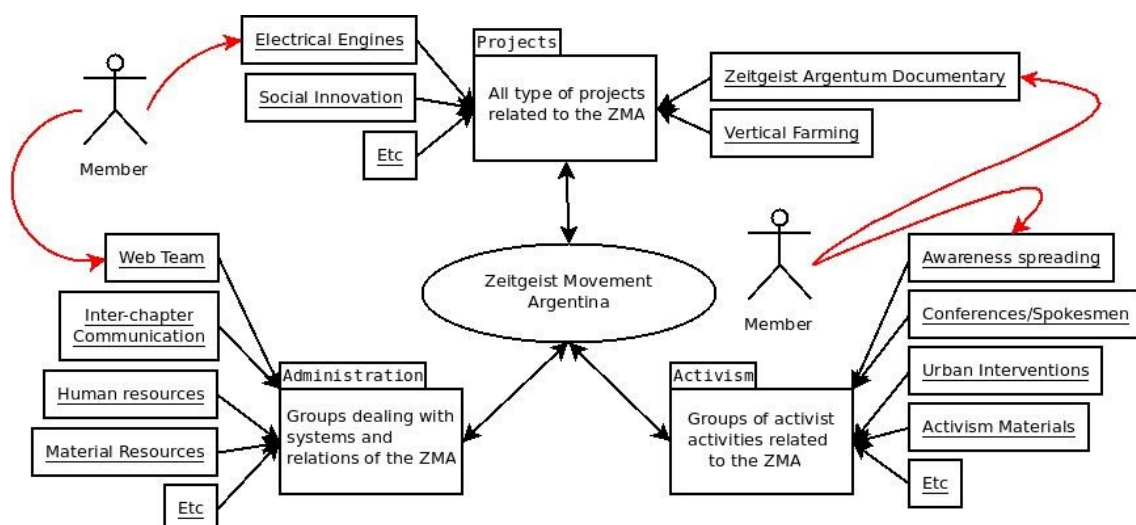 Electrical Engines
Social Innovation
Etc
Member
Projects
All type of projects
related to the ZMA
Zeitgeist Argentum Documentary
Vertical Farming
Zeitgeist Movement
Argentina
Member
Web Team
Inter-chapter
Communication
Human resources
Material Resources
Etc
Administration
Groups dealing with
systems and
relations of the ZMA
Activism
Groups of activist
activities related
to the ZMA
Awareness spreading
Conferences/Spokesmen
Urban Interventions
Activism Materials
Etc